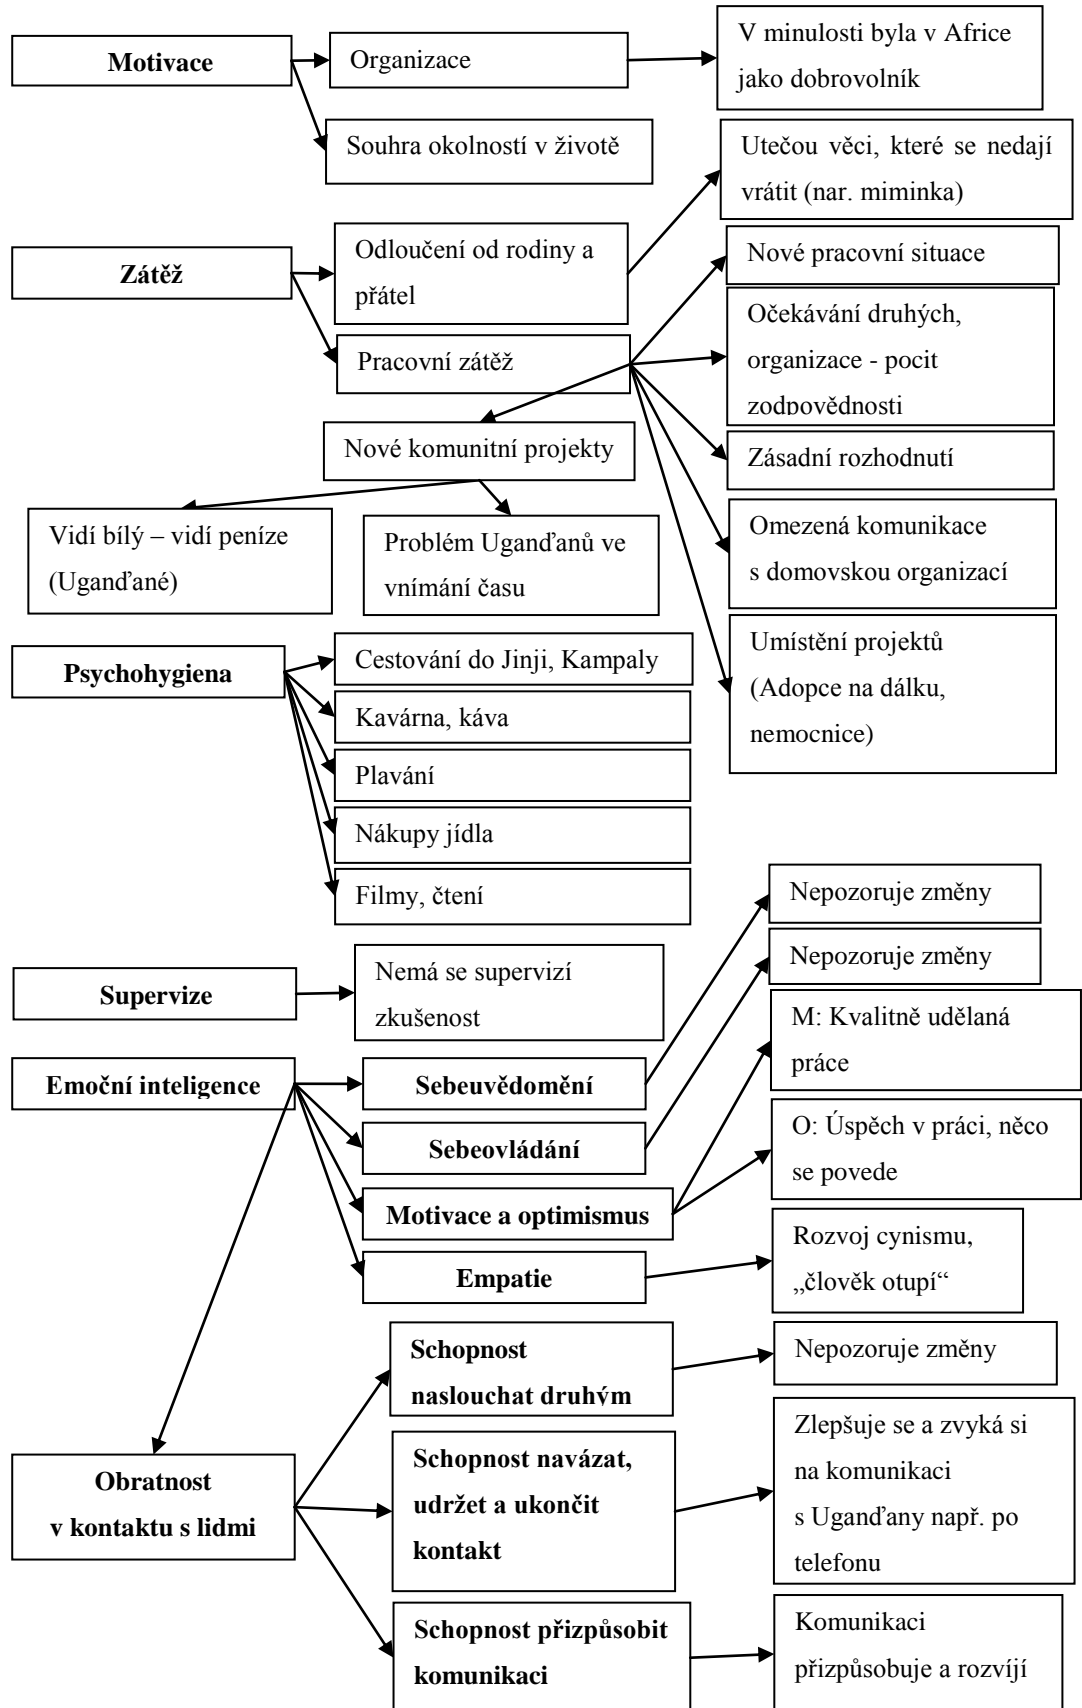 Motivace
Organizace
V minulosti byla v Africe
jako dobrovolník
Souhra okolností v životě
Utečou věci, které se nedají
vrátit (nar. miminka)
Zátěž
Odloučení od rodiny a
přátel
Nové pracovní situace
Pracovní zátěž
Očekávání druhých,
organizace - pocit
zodpovědnosti
Nové komunitní projekty
Zásadní rozhodnutí
Vidí bílý – vidí peníze
(Uganďané)
Problém Uganďanů ve
vnímání času
Omezená komunikace
s domovskou organizací
Umístění projektů
(Adopce na dálku,
nemocnice)
Psychohygiena
Cestování do Jinji, Kampaly
Kavárna, káva
Plavání
Nákupy jídla
Filmy, čtení
Supervize
Nemá se supervizí
zkušenost
Emoční inteligence
Sebeuvědomění
Nepozoruje změny
Sebeovládání
Nepozoruje změny
Motivace a optimismus
M: Kvalitně udělaná
práce
O: Úspěch v práci, něco
se povede
Empatie
Rozvoj cynismu,
„člověk otupí“
Obratnost
v kontaktu s lidmi
Schopnost
naslouchat druhým
Nepozoruje změny
Schopnost navázat,
udržet a ukončit
kontakt
Zlepšuje se a zvyká si
na komunikaci
s Uganďany např. po
telefonu
Schopnost přizpůsobit
komunikaci
Komunikaci
přizpůsobuje a rozvíjí